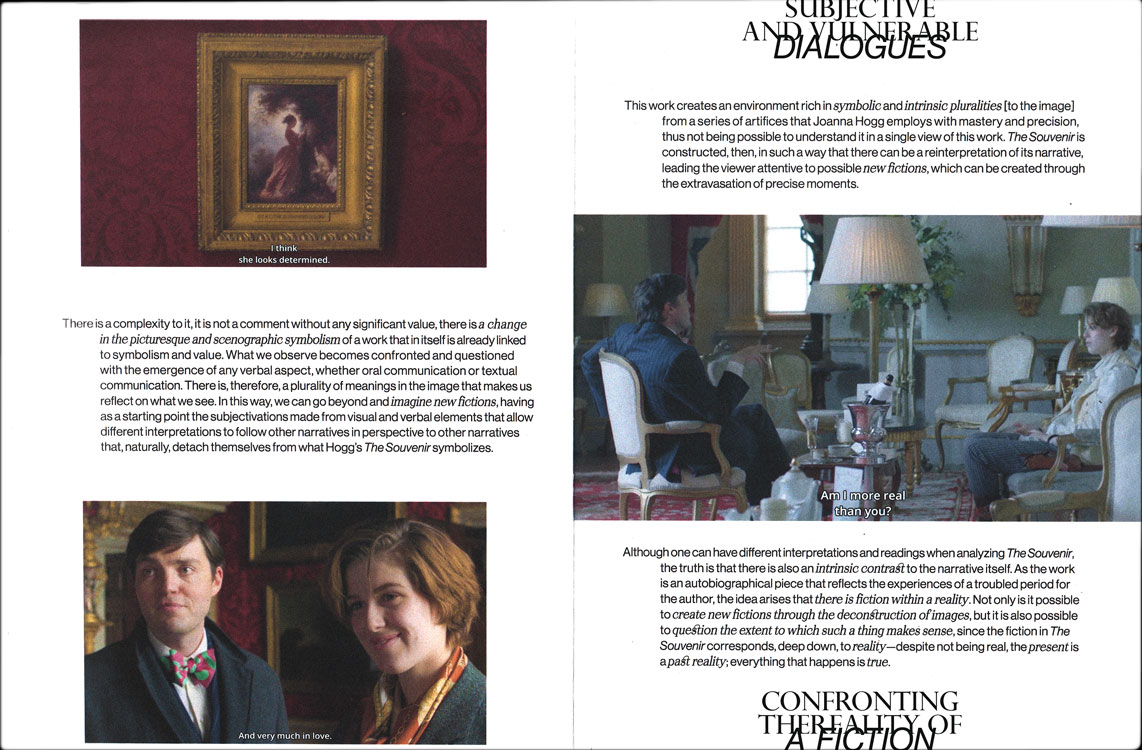 I think
she looks determined.
There is a complexity to it, it is not a comment without any significant value, there is a change
in the picturesque and scenographic symbolism of a work that in itself is already linked
to symbolism and value. What we observe becomes confronted and questioned
with the emergence of any verbal aspect, whether oral communication or textual
communication. There is, therefore, a plurality of meanings in the image that makes us
reflect on what we see. In this way, we can go beyond and imagine new fictions, having
as a starting point the subjectivations made from visual and verbal elements that allow
different interpretations to follow other narratives in perspective to other narratives
that, naturally, detach themselves from what Hogg's The Souvenir symbolizes.
And very much in love.
SUBJECTIVE
AND VULNERABLE
DIALOGUES
This work creates an environment rich in symbolic and intrinsic pluralities [to the image]
from a series of artifices that Joanna Hogg employs with mastery and precision,
thus not being possible to understand it in a single view of this work. The Souvenir is
constructed, then, in such a way that there can be a reinterpretation of its narrative,
leading the viewer attentive to possible new fictions, which can be created through
the extravasation of precise moments.
Am I more real
than you?
Although one can have different interpretations and readings when analyzing The Souvenir,
the truth is that there is also an intrinsic contrast to the narrative itself. As the work
is an autobiographical piece that reflects the experiences of a troubled period for
the author, the idea arises that there is fiction within a reality. Not only is it possible
to create new fictions through the deconstruction of images, but it is also possible
to question the extent to which such a thing makes sense, since the fiction in The
Souvenir corresponds, deep down, to reality—despite not being real, the present is
a past reality; everything that happens is true.
CONFRONTING
THEREALITY OF
A FICTION